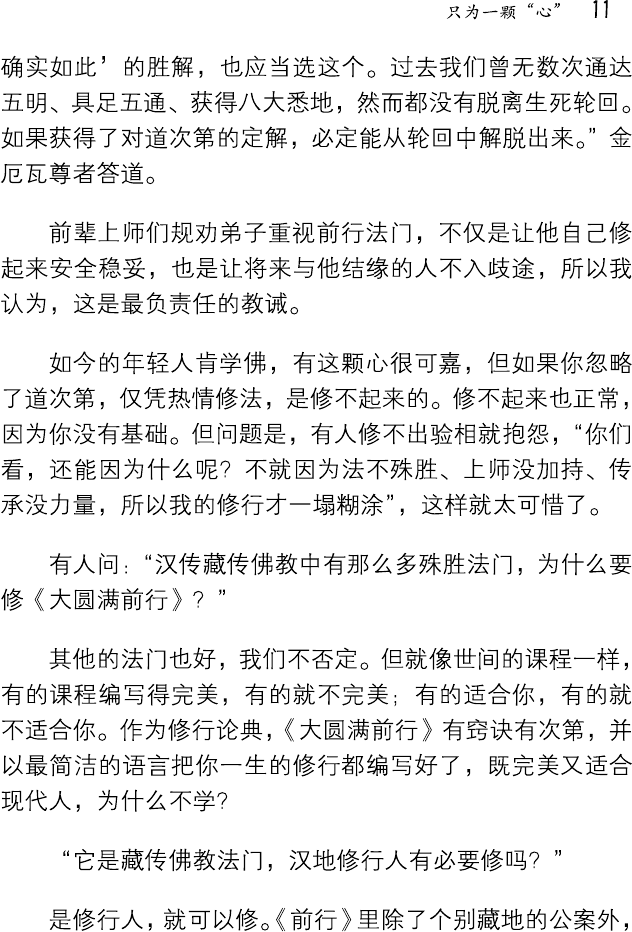 只为一颗“心” 11
确实如此’的胜解，也应当选这个。过去我们曾无数次通达
五明、具足五通、获得八大悉地，然而都没有脱离生死轮回。
如果获得了对道次第的定解，必定能从轮回中解脱出来。”金
厄瓦尊者答道。
前辈上师们规劝弟子重视前行法门，不仅是让他自己修
起来安全稳妥，也是让将来与他结缘的人不入歧途，所以我
认为，这是最负责任的教诫。
如今的年轻人肯学佛，有这颗心很可嘉，但如果你忽略
了道次第，仅凭热情修法，是修不起来的。修不起来也正常，
因为你没有基础。但问题是，有人修不出验相就抱怨，“你们
看，还能因为什么呢？不就因为法不殊胜、上师没加持、传
承没力量，所以我的修行才一塌糊涂”，这样就太可惜了。
有人问：“汉传藏传佛教中有那么多殊胜法门，为什么要
修《大圆满前行》？”
其他的法门也好，我们不否定。但就像世间的课程一样，
有的课程编写得完美，有的就不完美；有的适合你，有的就
不适合你。作为修行论典，《大圆满前行》有窍诀有次第，并
以最简洁的语言把你一生的修行都编写好了，既完美又适合
现代人，为什么不学？
“它是藏传佛教法门，汉地修行人有必要修吗？”
是修行人，就可以修。《前行》里除了个别藏地的公案外，